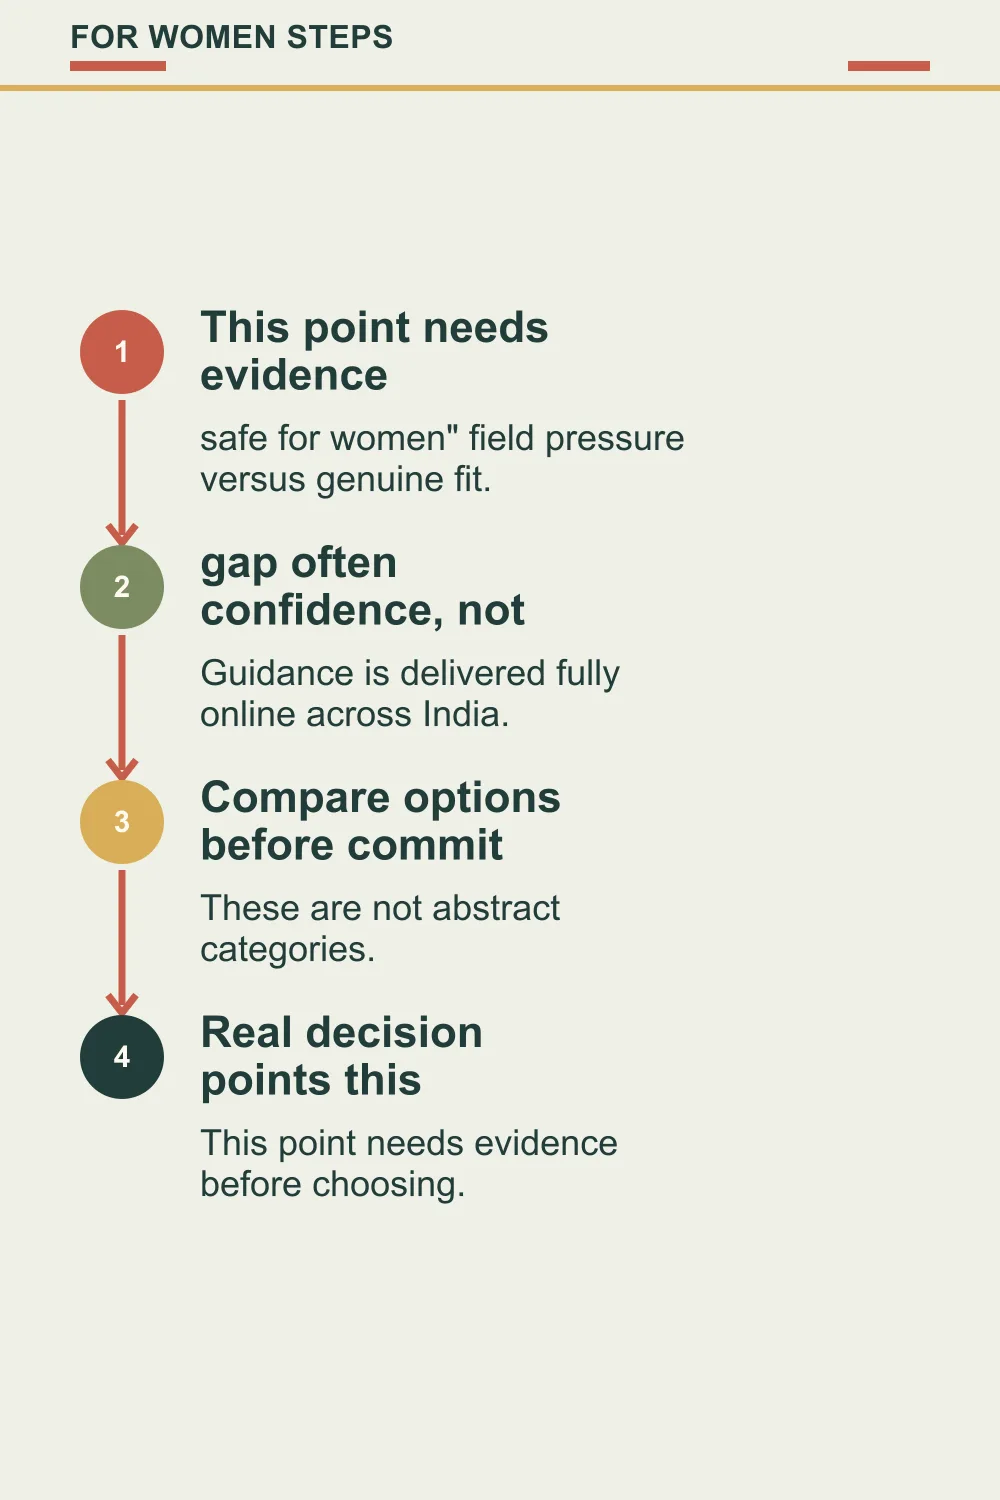 FOR WOMEN STEPS
1
This point needs
evidence
safe for women" field pressure
versus genuine fit.
2
gap often
confidence, not
Guidance is delivered fully
online across India.
3
Compare options
before commit
These are not abstract
categories.
4
Real decision
points this
This point needs evidence
before choosing.